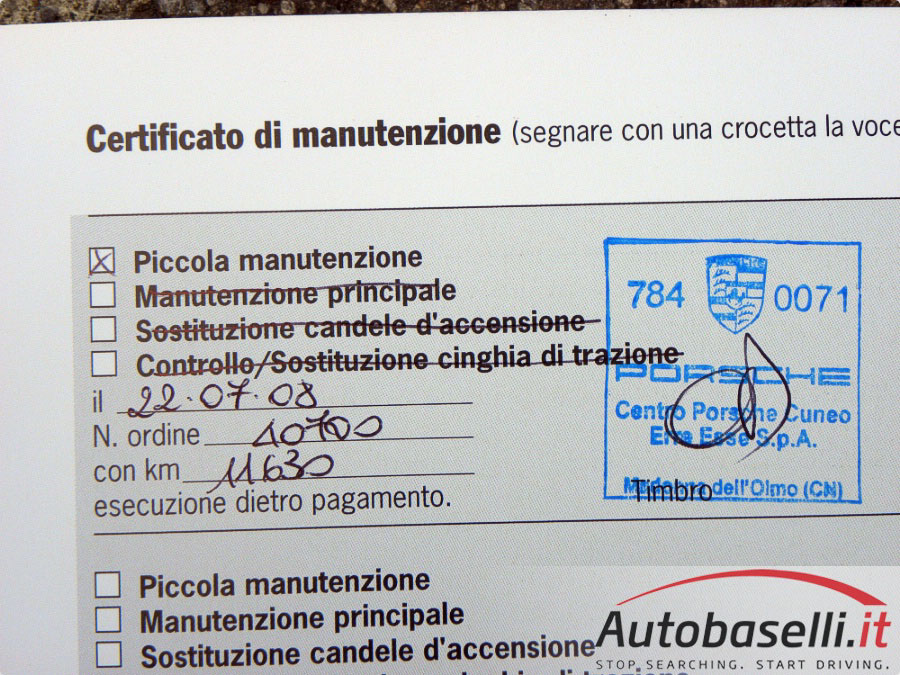 Certificato di manutenzione (segnare con una crocetta la voce
Piccola manutenzione
Manutenzione principale
Sostituzione candele d'accensione
Controllo/Sostituzione cinghia di trazione
il 22.07.08
N. ordine 10700
con km 11630
esecuzione dietro pagamento.
784 0071
PORSCHE
Centro Porsche Cuneo
Erre Esse S.p.A.
Madonna dell'Olmo (CN)
Timbro
Piccola manutenzione
Manutenzione principale
Sostituzione candele d'accensione
Autobaselli.it
STOP SEARCHING. START DRIVING.